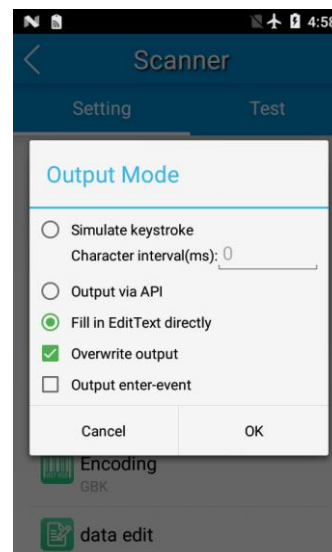 4:58
Scanner
Setting
Test
Output Mode
Simulate keystroke
Character interval(ms): 0
Output via API
Fill in EditText directly
Overwrite output
Output enter-event
Cancel
OK
Encoding
GBK
data edit